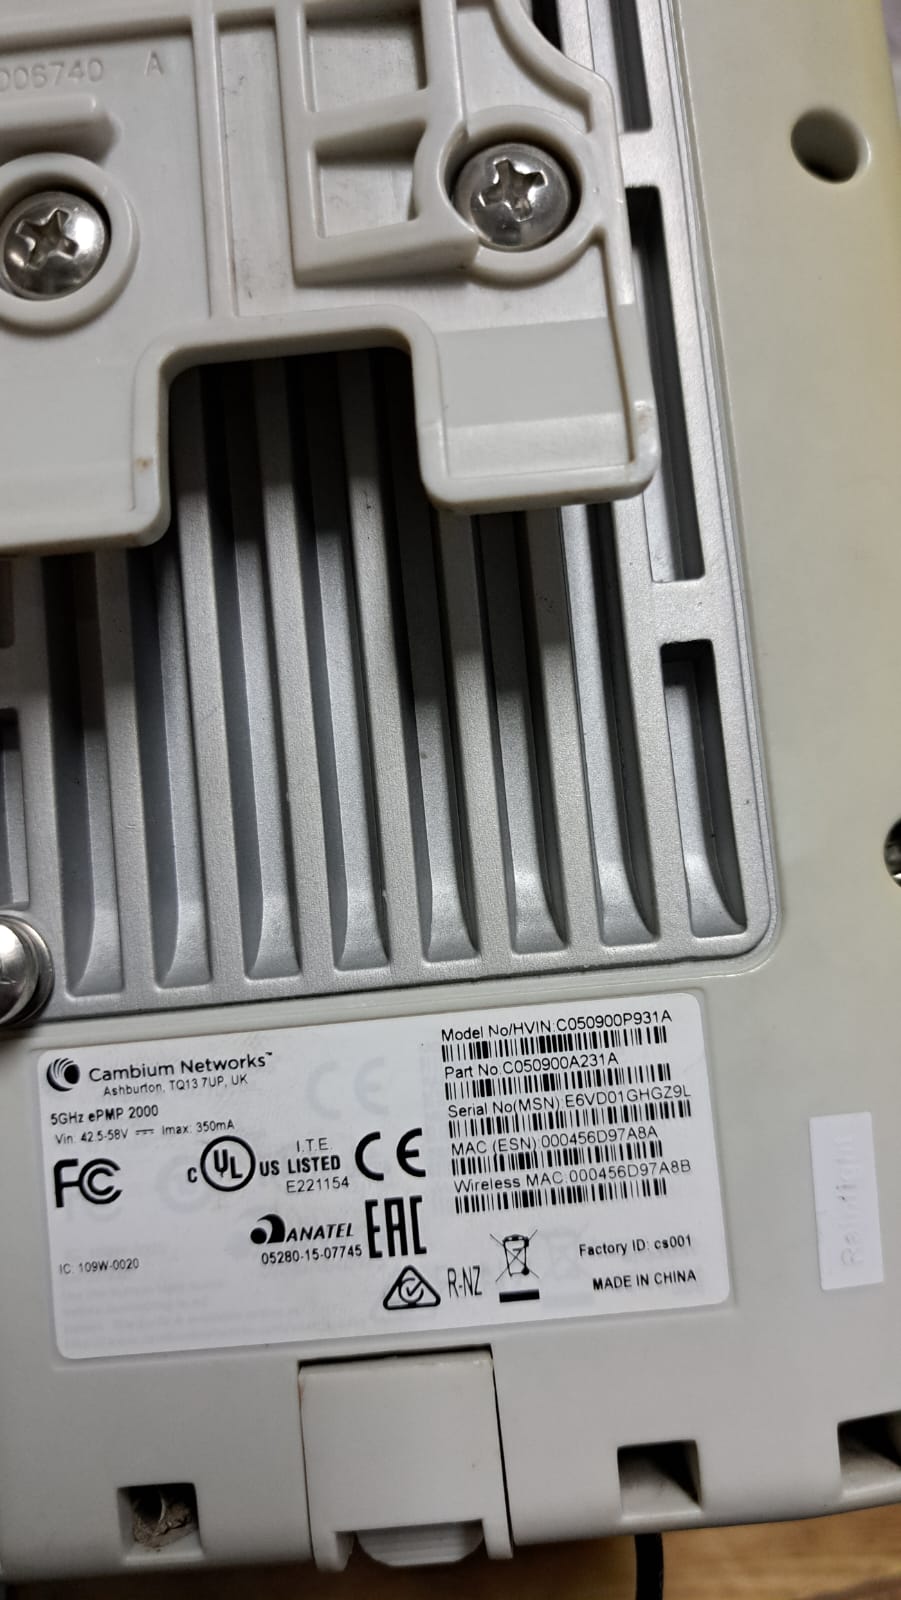 006740 A
Cambium Networks™
Ashburton, TQ13 7UP, UK
5GHz ePMP 2000
Vin: 42.5-58V Imax: 350mA
FC
C UL US LISTED
I.T.E.
E221154
CE
ANATEL
05280-15-07745
EAC
IC: 109W-0020
R-NZ
Model No/HVIN:C050900P931A
Part No:C050900A231A
Serial No(MSN):E6VD01GHGZ9L
MAC (ESN):000456D97A8A
Wireless MAC:000456D97A8B
Factory ID: cs001
MADE IN CHINA